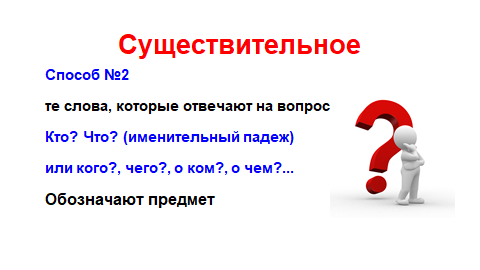 Существительное
Способ №2
те слова, которые отвечают на вопрос
Кто? Что? (именительный падеж)
или кого?, чего?, о ком?, о чем?...
Обозначают предмет